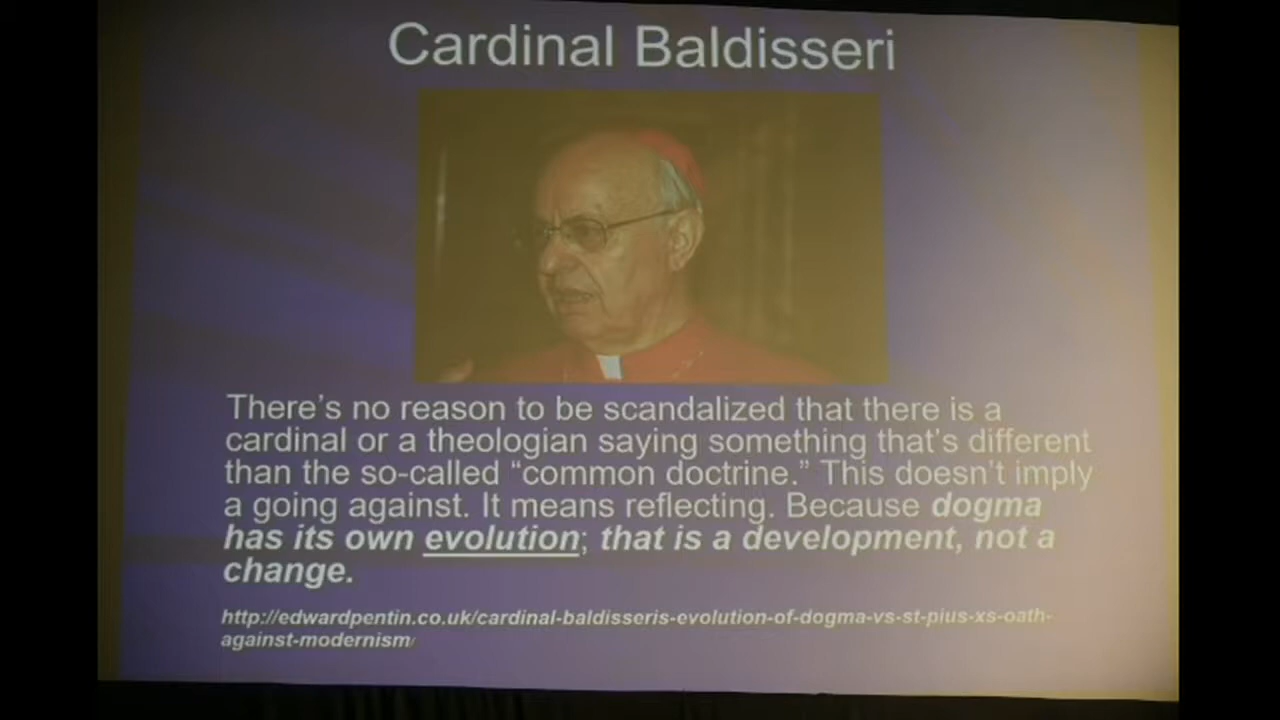 Cardinal Baldisseri
There's no reason to be scandalized that there is a
cardinal or a theologian saying something that's different
than the so-called “common doctrine.” This doesn't imply
a going against. It means reflecting. Because dogma
has its own evolution; that is a development, not a
change.
http://edwardpentin.co.uk/cardinal-baldisseris-evolution-of-dogma-vs-st-pius-xs-oath-
against-modernism/